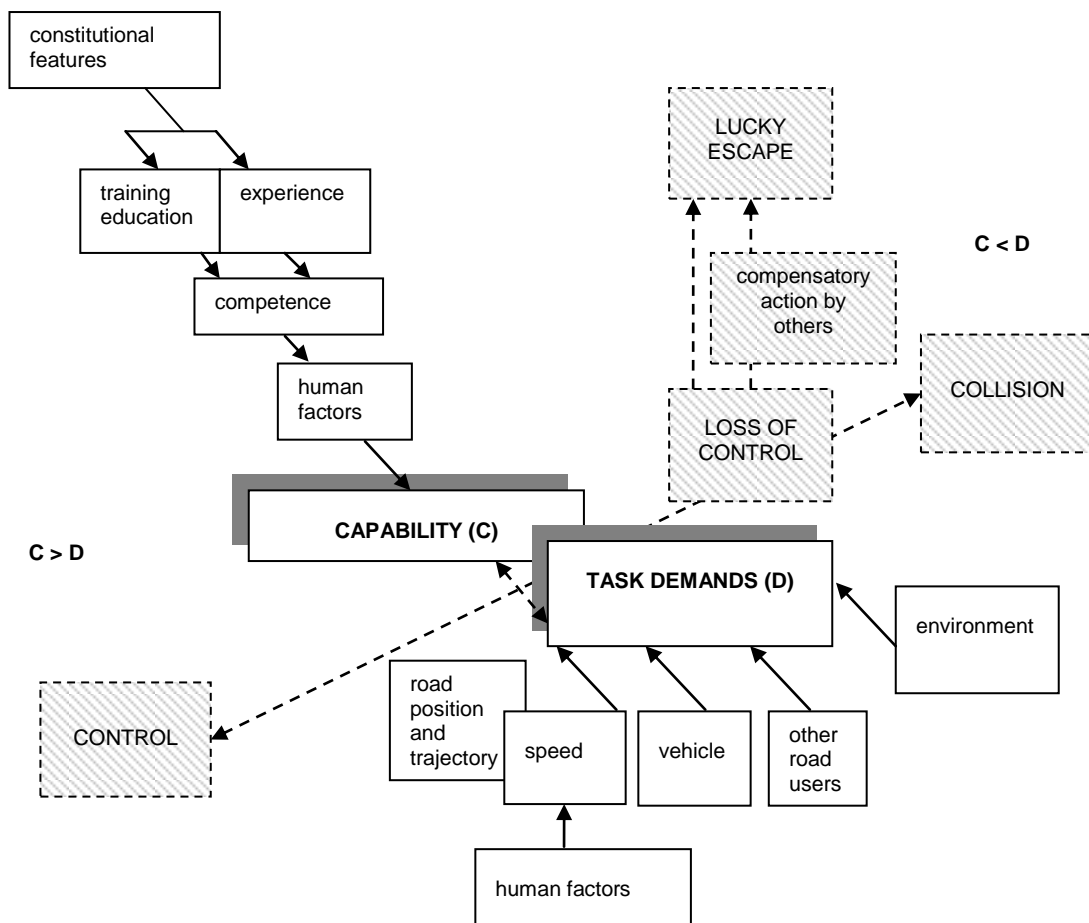 constitutional
features
LUCKY
ESCAPE
training
education
experience
C < D
compensatory
action by
others
competence
human
factors
COLLISION
LOSS OF
CONTROL
CAPABILITY (C)
C > D
TASK DEMANDS (D)
environment
road
position
and
trajectory
CONTROL
speed
vehicle
other
road
users
human factors